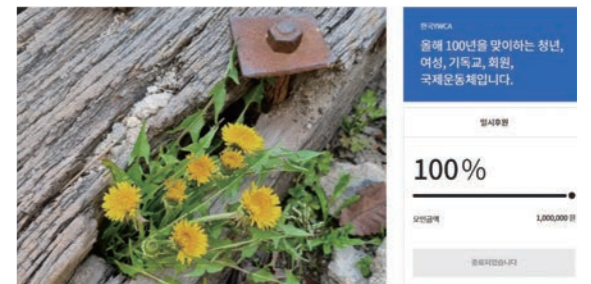 한국YWCA
올해 100년을 맞이하는 청년,
여성, 기독교, 회원,
국제운동체입니다.
일시후원
100%
모인금액 1,000,000 원
종료되었습니다